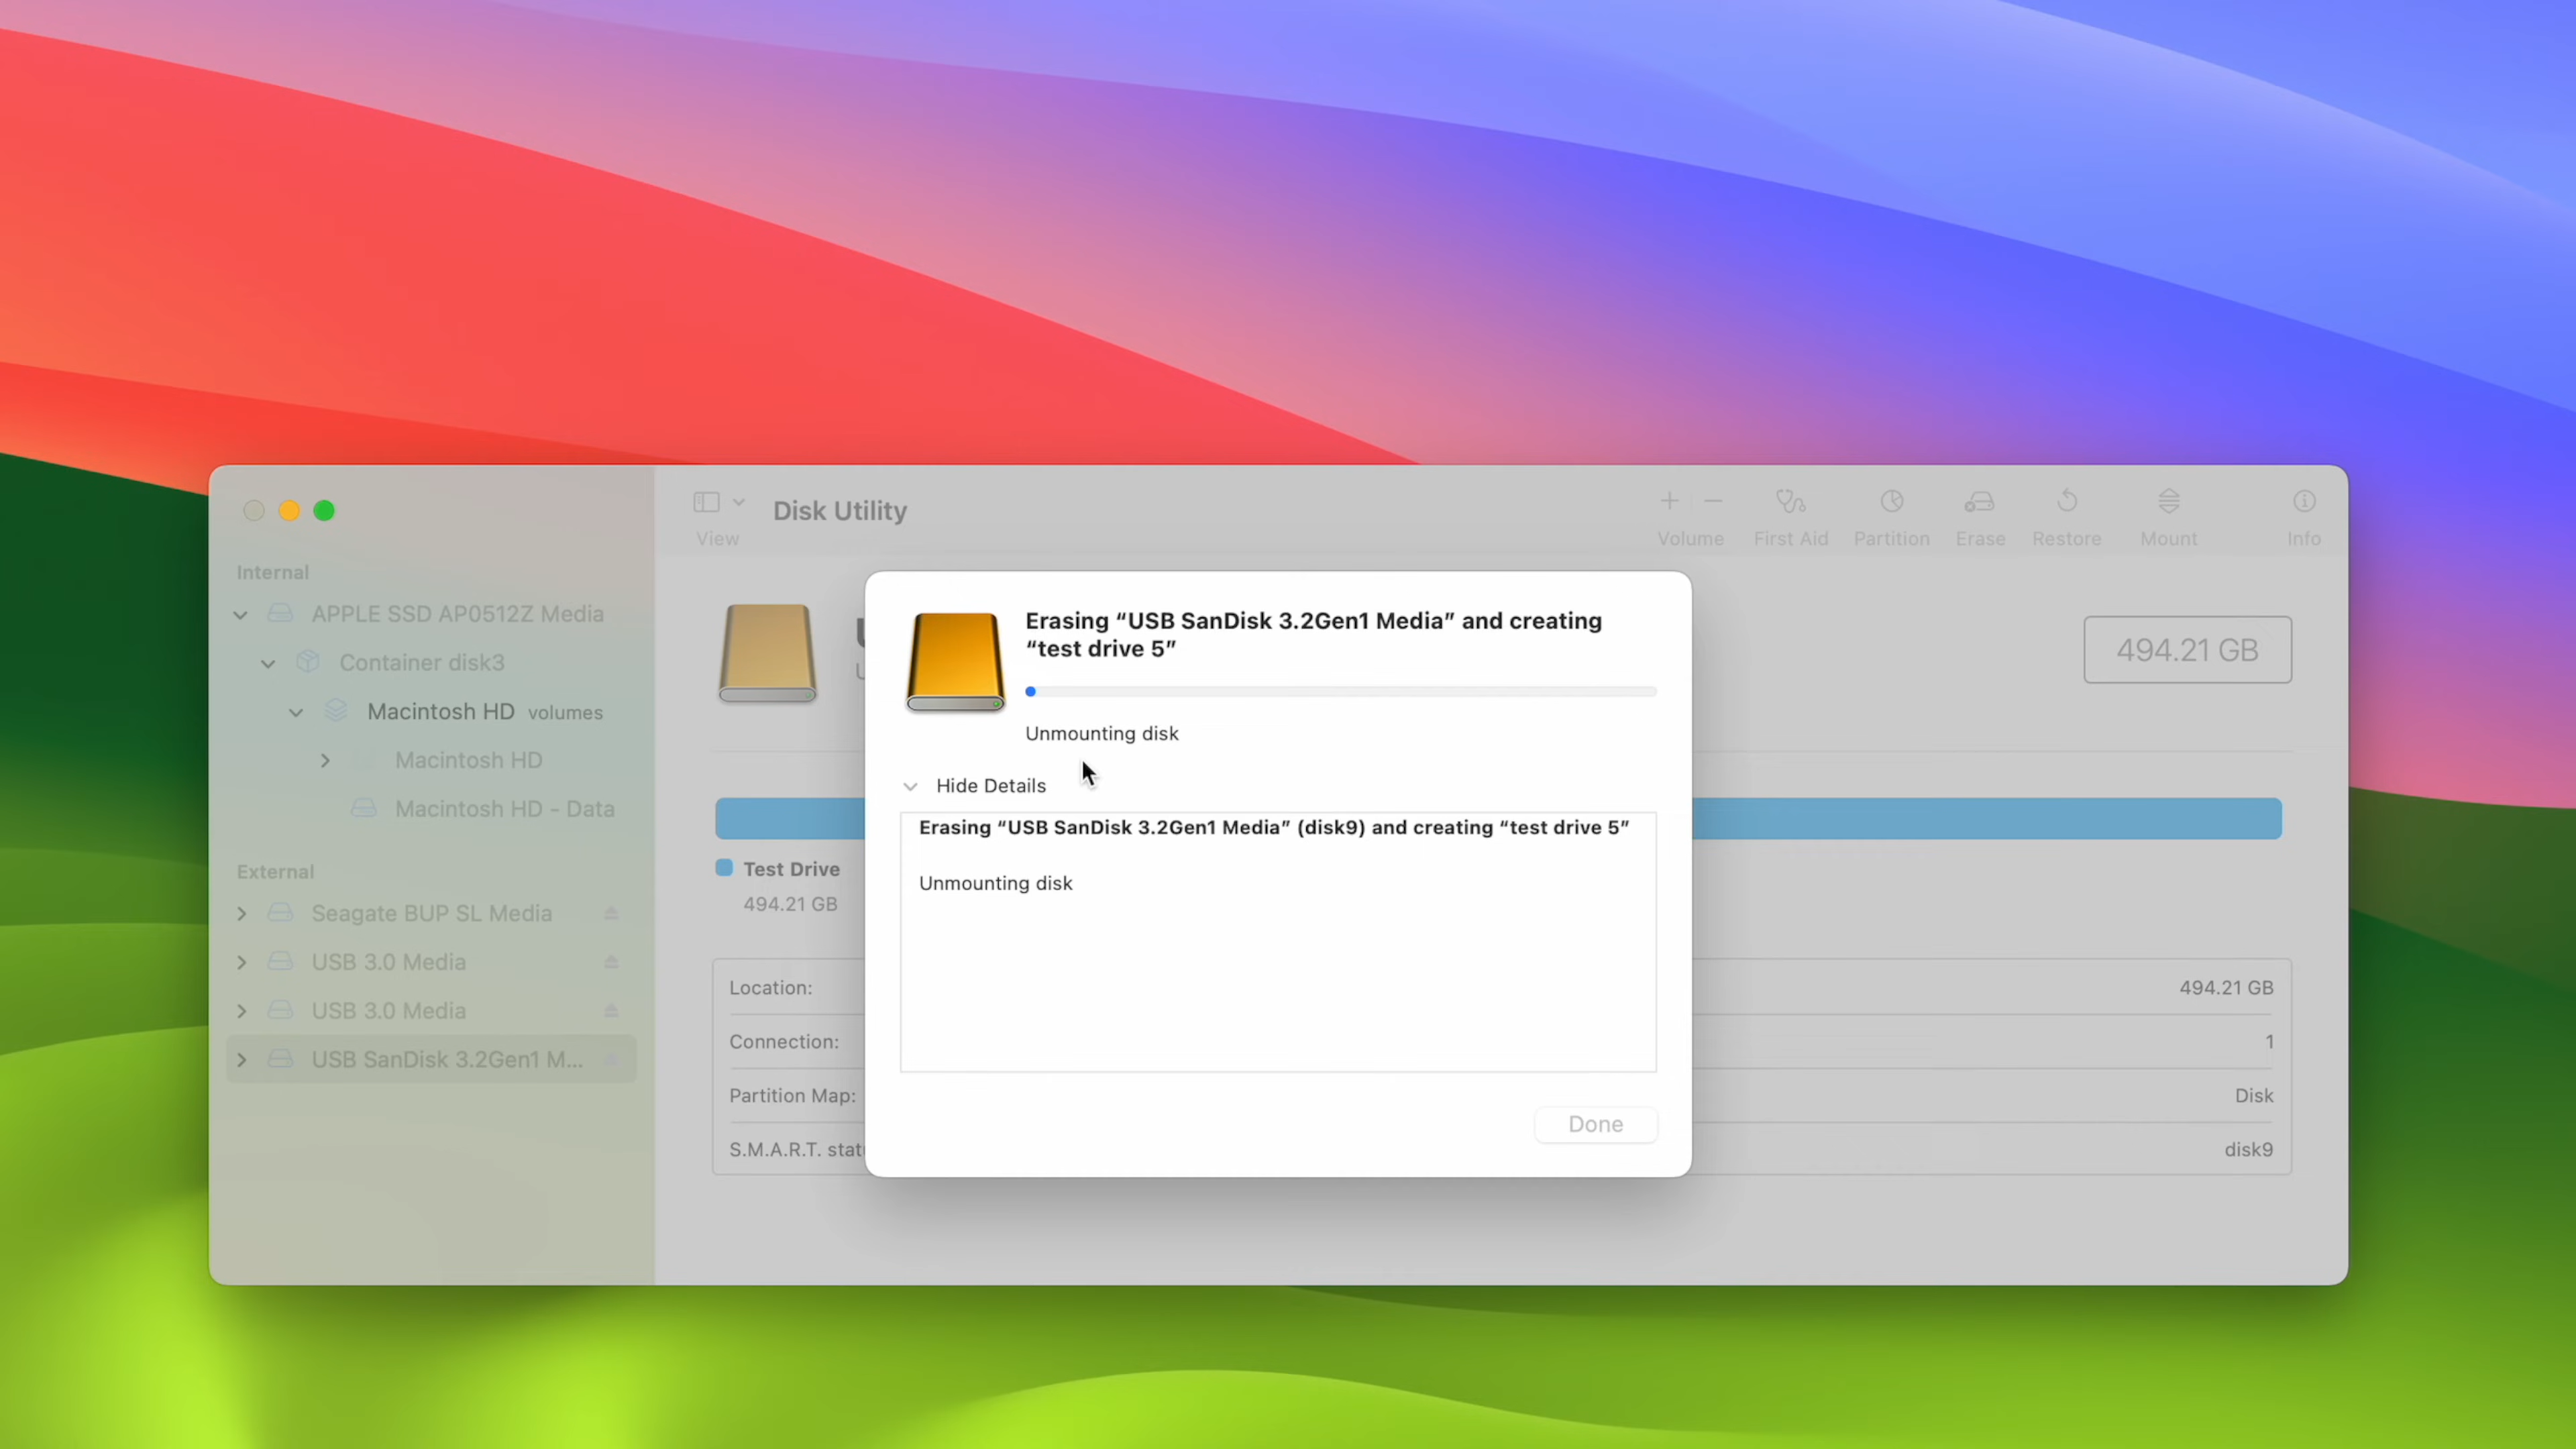 Disk Utility
View
Volume
First Aid
Partition
Erase
Restore
Mount
Info
Internal
APPLE SSD AP0512Z Media
Container disk3
Macintosh HD volumes
Macintosh HD
Macintosh HD - Data
External
Seagate BUP SL Media
USB 3.0 Media
USB 3.0 Media
USB SanDisk 3.2Gen1 M...
494.21 GB
Erasing “USB SanDisk 3.2Gen1 Media” and creating
“test drive 5”
Unmounting disk
Hide Details
Erasing “USB SanDisk 3.2Gen1 Media” (disk9) and creating “test drive 5”
Unmounting disk
Done
Test Drive
494.21 GB
Location:
494.21 GB
Connection:
1
Partition Map:
Disk
S.M.A.R.T.
disk9